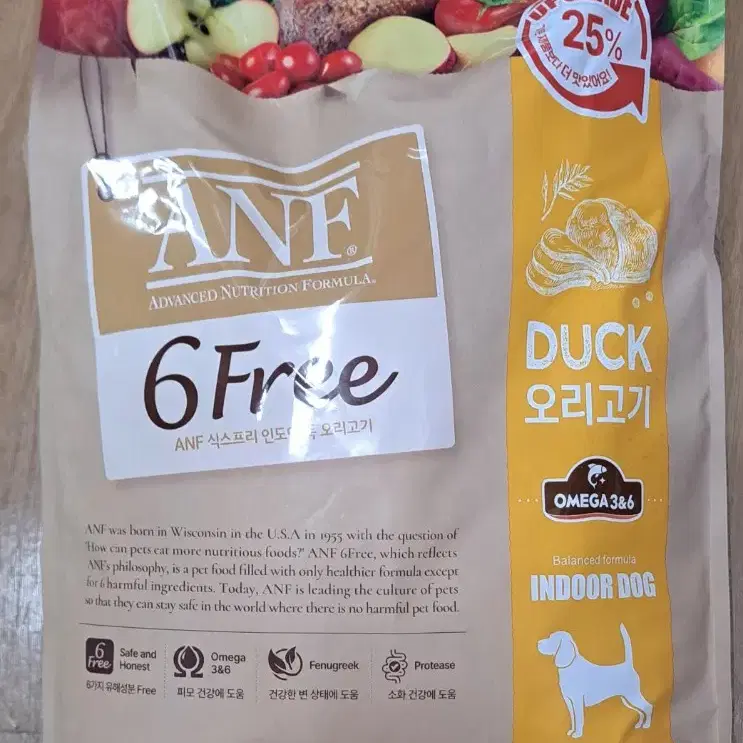 25%
ANF®
ADVANCED NUTRITION FORMULA®
6 Free
ANF 식스프리 오리고기
DUCK
오리고기
OMEGA 3&6
Balanced formula
INDOOR DOG
ANF was born in Wisconsin in the U.S.A in 1955 with the question of
"How can pets eat more nutritious foods?" ANF 6Free, which reflects
ANF's philosophy, is a pet food filled with only healthier formula except
for 6 harmful ingredients. Today, ANF is leading the culture of pets
so that they can stay safe in the world where there is no harmful pet food.
6 Free
Safe and
Honest
6가지 유해성분 Free
Omega
3&6
피모 건강에 도움
Fenugreek
건강한 변 상태에 도움
Protease
소화 건강에 도움